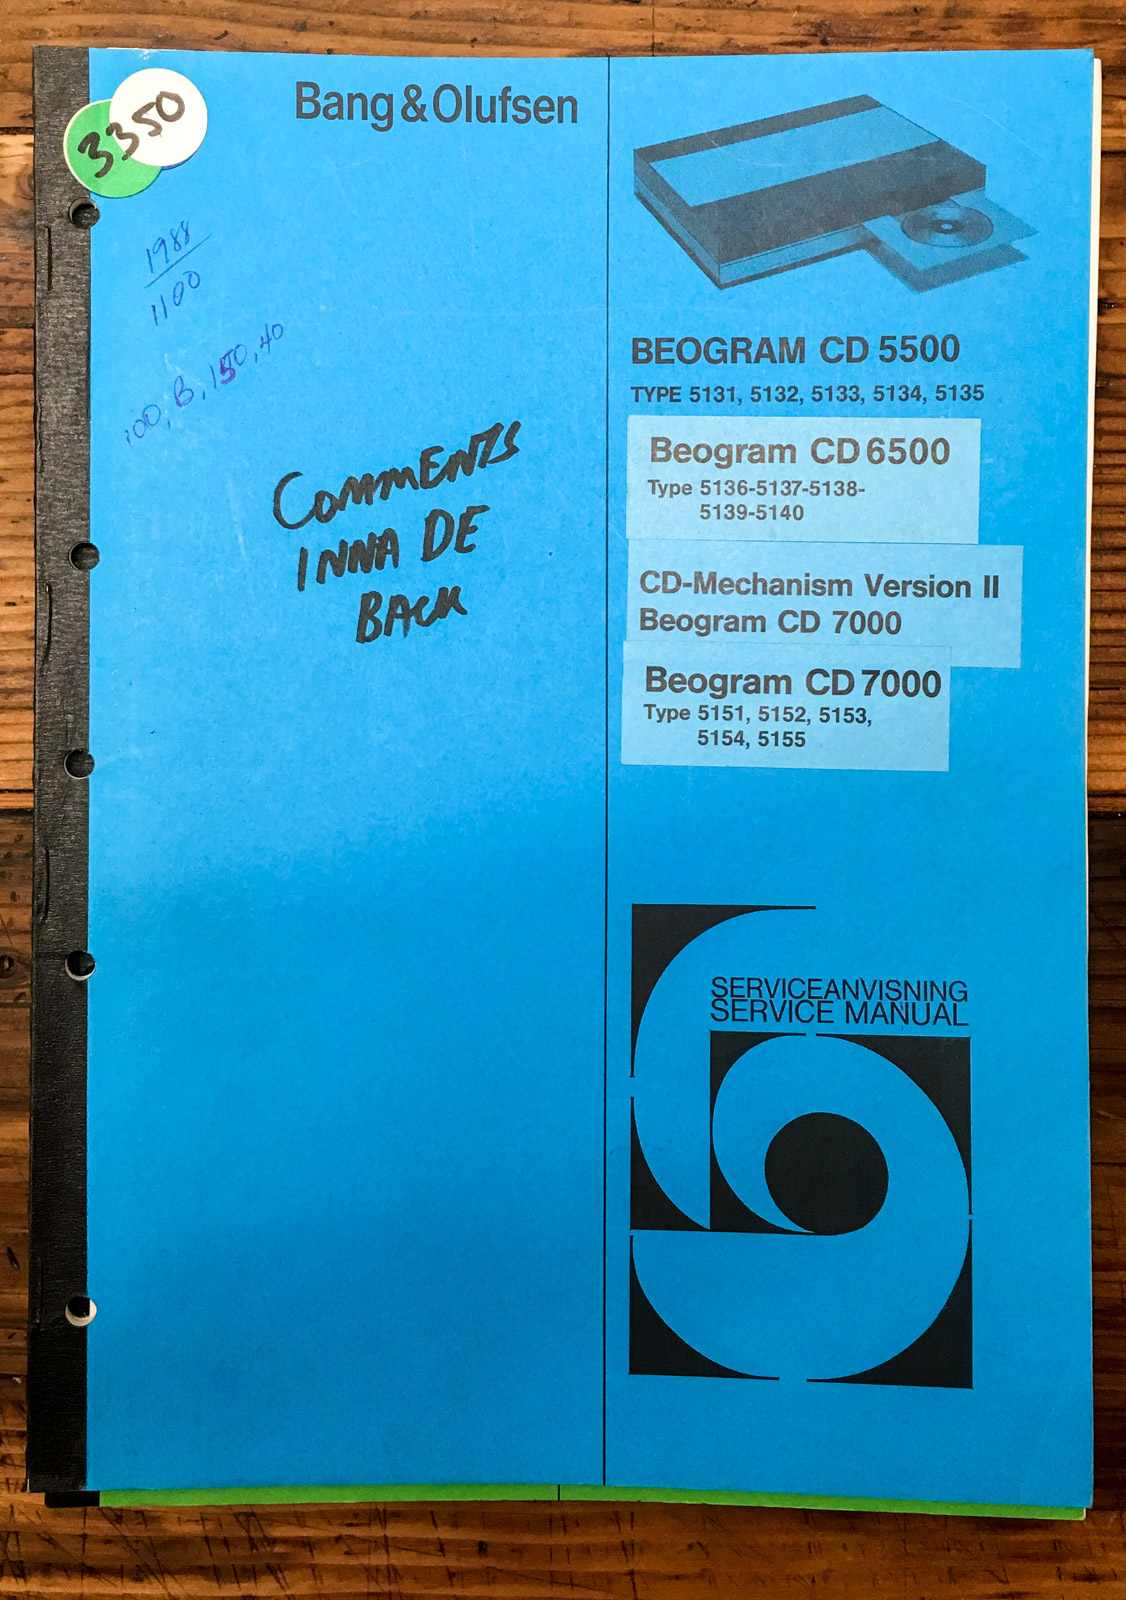 3350
Bang & Olufsen
1988
1100
100, B, 150, 40
CommENTS
INNA DE
BACK
BEOGRAM CD 5500
TYPE 5131, 5132, 5133, 5134, 5135
Beogram CD 6500
Type 5136-5137-5138-
5139-5140
CD-Mechanism Version II
Beogram CD 7000
Beogram CD 7000
Type 5151, 5152, 5153,
5154, 5155
SERVICEANVISNING
SERVICE MANUAL